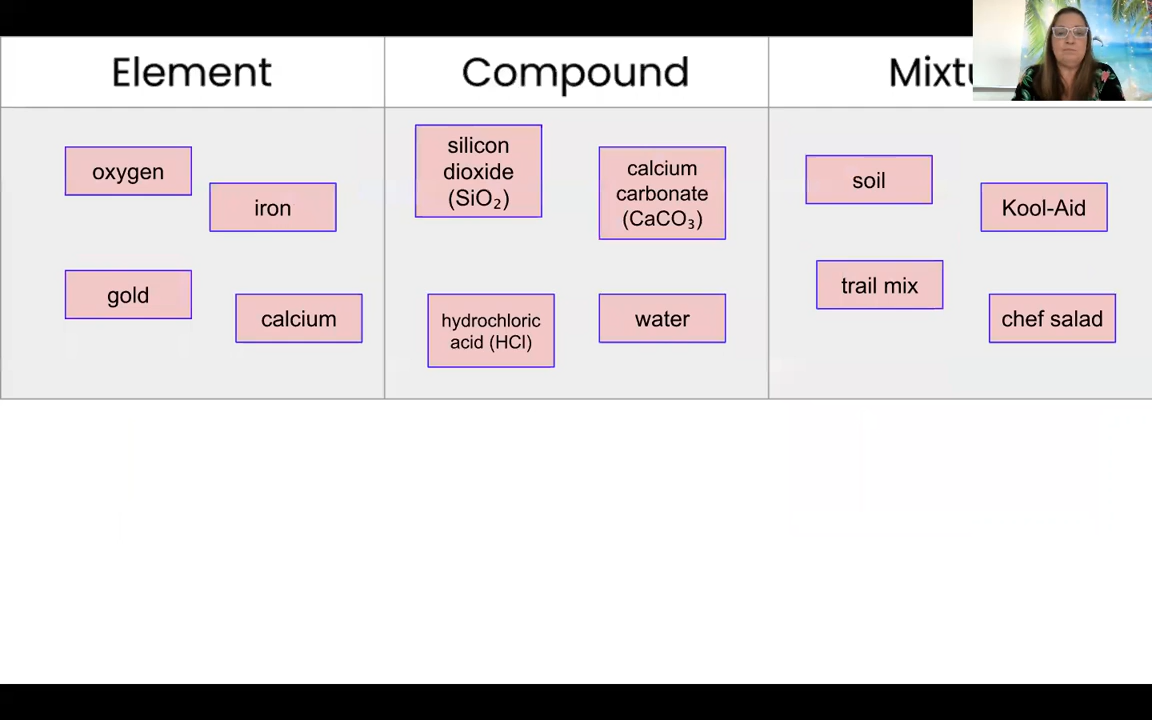 Element
Compound
oxygen
iron
gold
calcium
silicon
dioxide
(SiO₂)
calcium
carbonate
(CaCO₃)
hydrochloric
acid (HCl)
water
soil
Kool-Aid
trail mix
chef salad